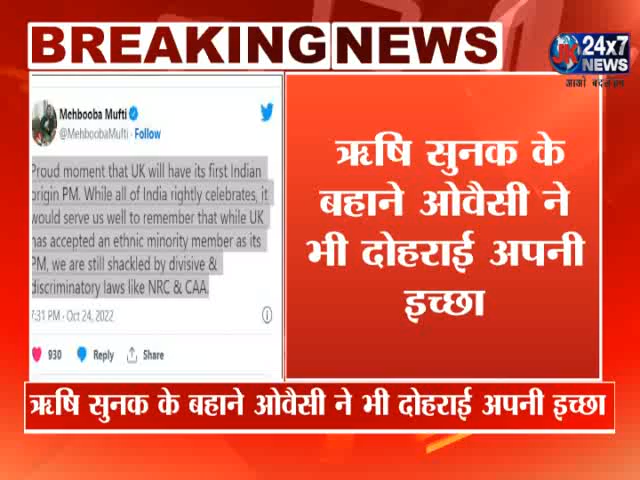 BREAKING NEWS
24x7
NEWS
Mehbooba Mufti
@MehboobaMufti · Follow
Proud moment that UK will have its first Indian
origin PM. While all of India rightly celebrates, it
would serve us well to remember that while UK
has accepted an ethnic minority member as its
PM, we are still shackled by divisive &
discriminatory laws like NRC & CAA.
7:31 PM · Oct 24, 2022
930 Reply Share
ऋषि सुनक के
बहाने ओवैसी ने
भी दोहराई अपनी
इच्छा
ऋषि सुनक के बहाने ओवैसी ने भी दोहराई अपनी इच्छा